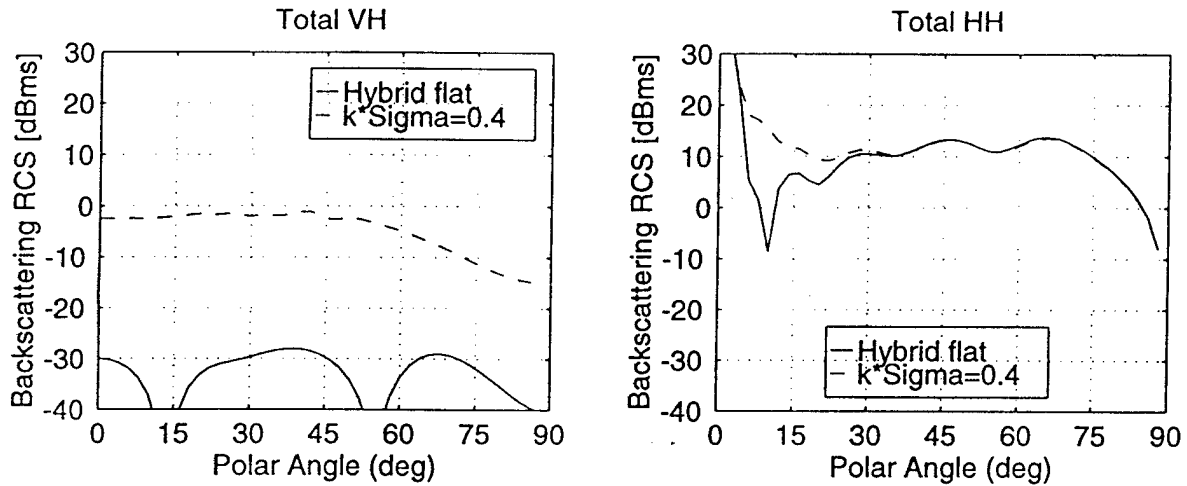 Total VH
Backscattering RCS [dBms]
30
20
10
0
-10
-20
-30
-40
Hybrid flat
k*Sigma=0.4
0 15 30 45 60 75 90
Polar Angle (deg)
Total HH
Backscattering RCS [dBms]
30
20
10
0
-10
-20
-30
-40
Hybrid flat
k*Sigma=0.4
0 15 30 45 60 75 90
Polar Angle (deg)